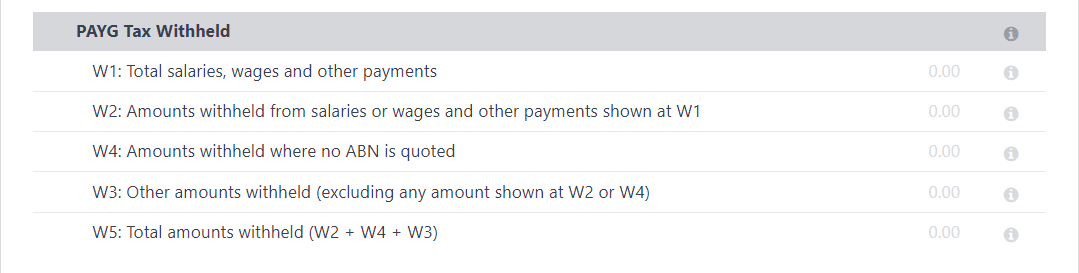 PAYG Tax Withheld
W1: Total salaries, wages and other payments 0.00
W2: Amounts withheld from salaries or wages and other payments shown at W1 0.00
W4: Amounts withheld where no ABN is quoted 0.00
W3: Other amounts withheld (excluding any amount shown at W2 or W4) 0.00
W5: Total amounts withheld (W2 + W4 + W3) 0.00